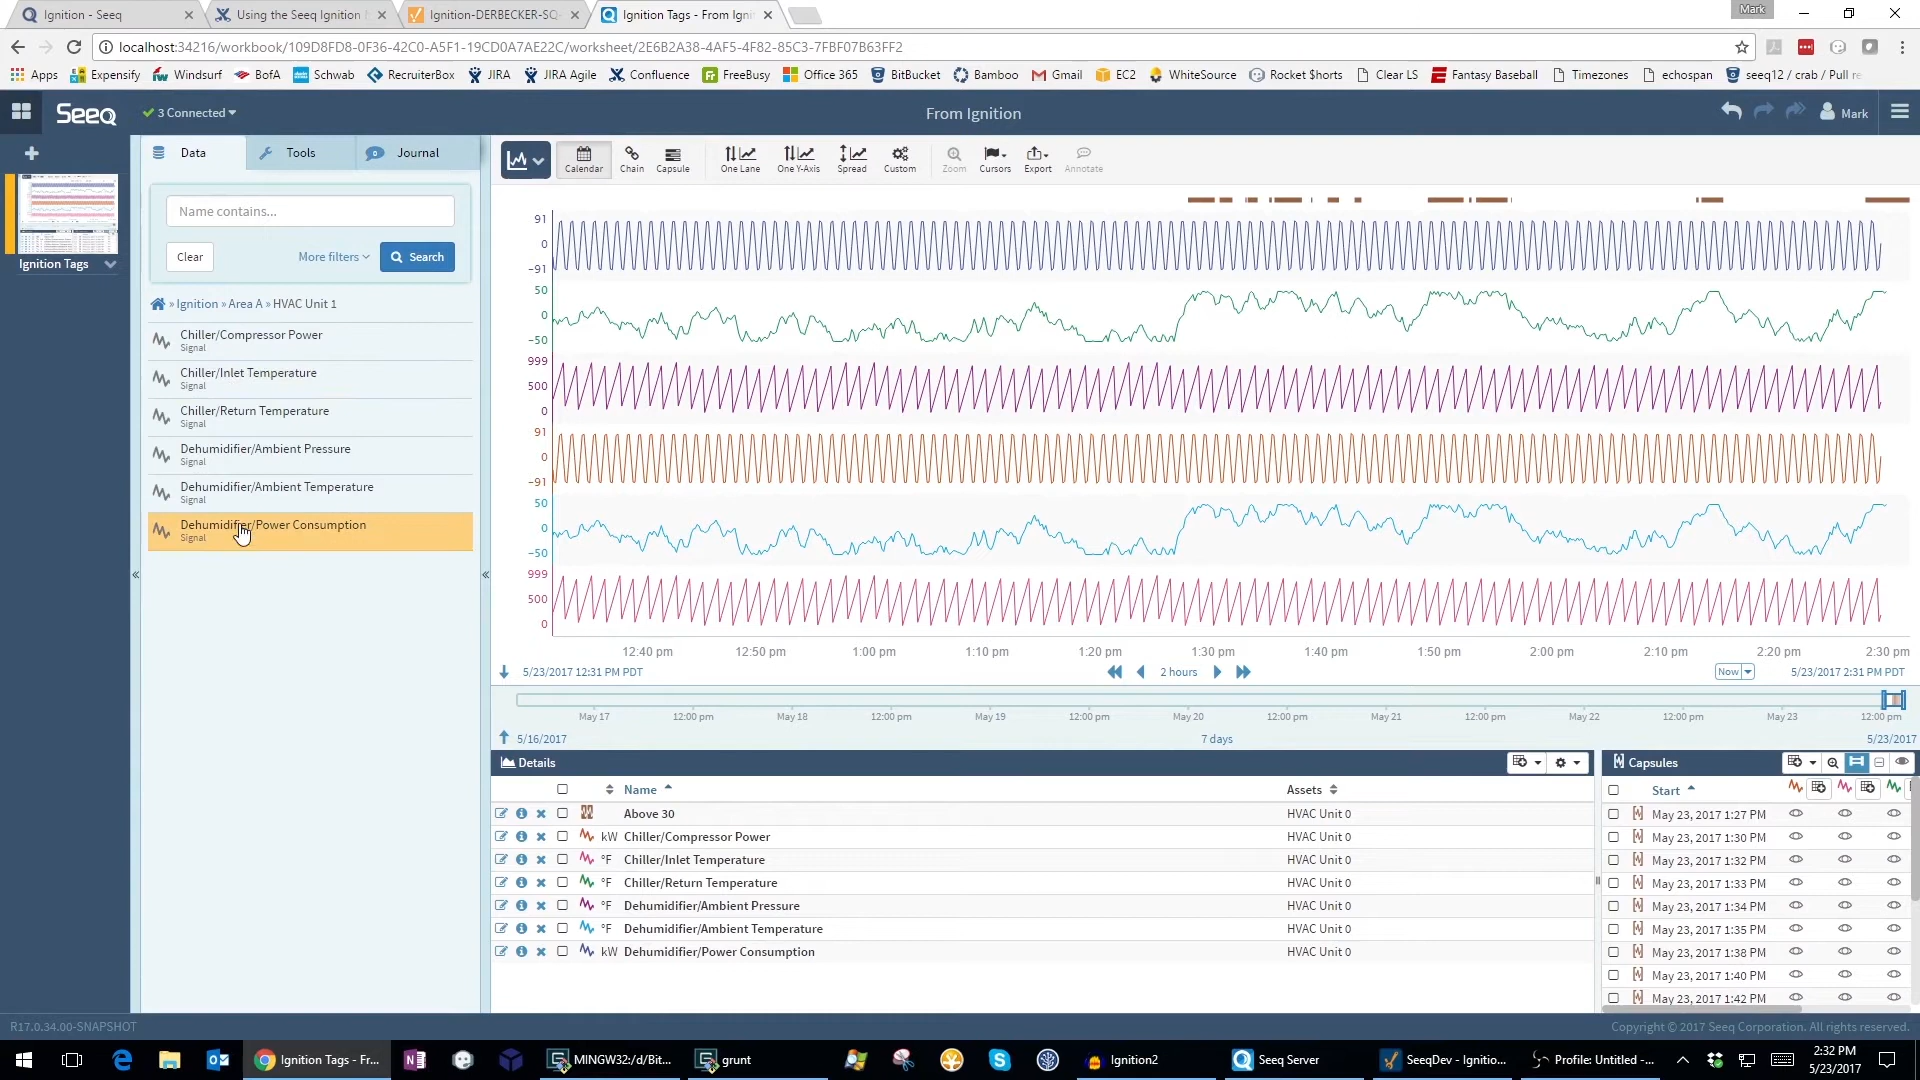 Mark
Ignition - Seeq
Using the Seeq Ignition
Ignition-DERBECKER-SQ-
Ignition Tags - From Igni
localhost:34216/workbook/109D8FD8-0F36-42C0-A5F1-19CD0A7AE22C/worksheet/2E6B2A38-4AF5-4F82-85C3-7FBF07B63FF2
Apps Expensify Windsurf BofA Schwab RecruiterBox JIRA JIRA Agile Confluence FreeBusy Office 365 BitBucket Bamboo Gmail EC2 WhiteSource Rocket $horts Clear LS Fantasy Baseball Timezones echospan seeq12 / crab / Pull re
Seeq
3 Connected
From Ignition
Mark
Data Tools Journal
Calendar Chain Capsule One Lane One Y-Axis Spread Custom Zoom Cursors Export Annotate
Ignition Tags
Name contains...
Clear More filters Search
» Ignition » Area A » HVAC Unit 1
Chiller/Compressor Power
Signal
Chiller/Inlet Temperature
Signal
Chiller/Return Temperature
Signal
Dehumidifier/Ambient Pressure
Signal
Dehumidifier/Ambient Temperature
Signal
Dehumidifier/Power Consumption
Signal
91
0
-91
50
0
-50
999
500
0
91
0
-91
50
0
-50
999
500
0
12:40 pm 12:50 pm 1:00 pm 1:10 pm 1:20 pm 1:30 pm 1:40 pm 1:50 pm 2:00 pm 2:10 pm 2:20 pm 2:30 pm
5/23/2017 12:31 PM PDT 2 hours Now 5/23/2017 2:31 PM PDT
May 17 12:00 pm May 18 12:00 pm May 19 12:00 pm May 20 12:00 pm May 21 12:00 pm May 22 12:00 pm May 23 12:00 pm
5/16/2017 7 days 5/23/2017
Details
Name Assets
Above 30 HVAC Unit 0
kW Chiller/Compressor Power HVAC Unit 0
°F Chiller/Inlet Temperature HVAC Unit 0
°F Chiller/Return Temperature HVAC Unit 0
°F Dehumidifier/Ambient Pressure HVAC Unit 0
°F Dehumidifier/Ambient Temperature HVAC Unit 0
kW Dehumidifier/Power Consumption HVAC Unit 0
Capsules
Start
May 23, 2017 1:27 PM
May 23, 2017 1:30 PM
May 23, 2017 1:32 PM
May 23, 2017 1:33 PM
May 23, 2017 1:34 PM
May 23, 2017 1:35 PM
May 23, 2017 1:38 PM
May 23, 2017 1:40 PM
May 23, 2017 1:42 PM
R17.0.34.00-SNAPSHOT
Copyright © 2017 Seeq Corporation. All rights reserved.
Ignition Tags - Fr... MINGW32:/d/Bit... grunt Ignition2 Seeq Server SeeqDev - Ignitio... Profile: Untitled -...
2:32 PM
5/23/2017